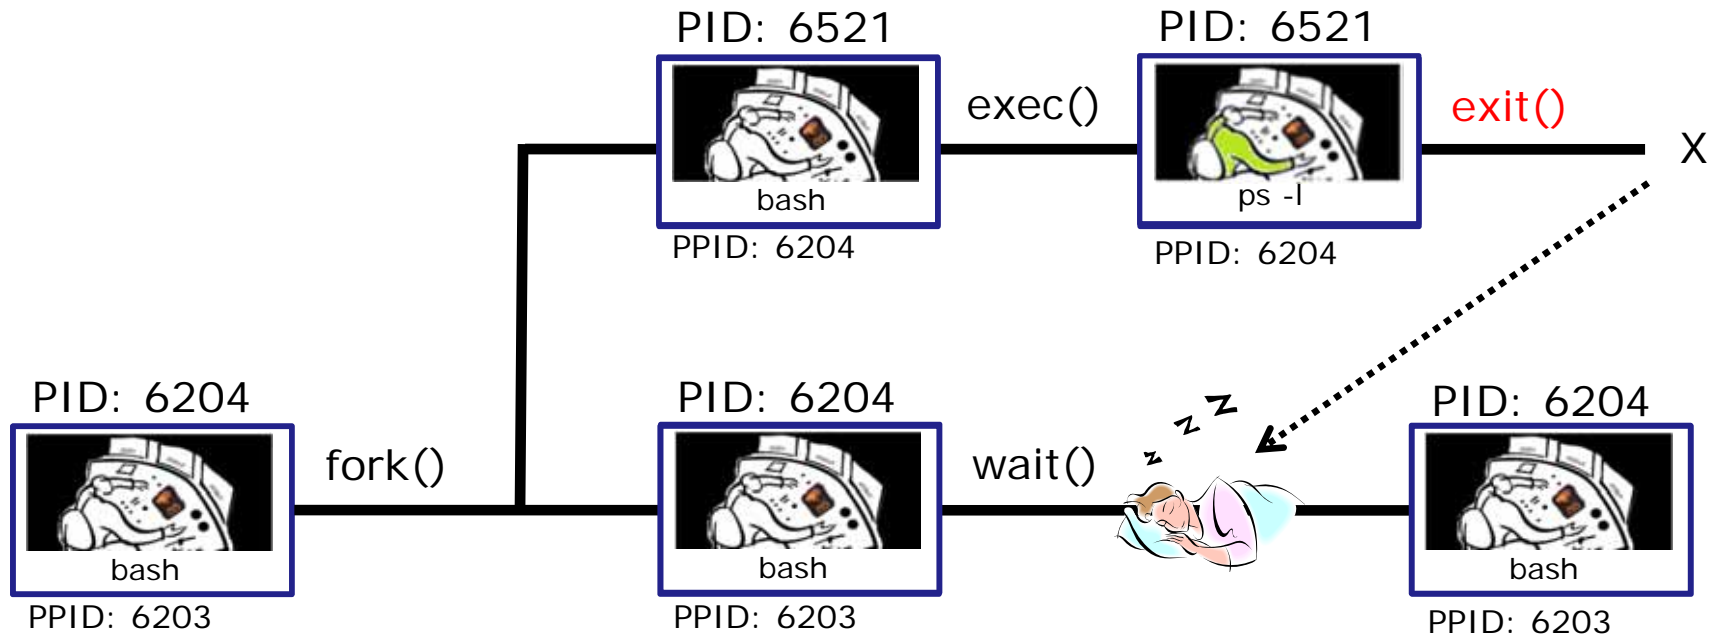 PID: 6521
bash
PPID: 6204
exec()
PID: 6521
ps -l
PPID: 6204
exit()
X
PID: 6204
bash
PPID: 6203
fork()
PID: 6204
bash
PPID: 6203
wait()
z
z
z
PID: 6204
bash
PPID: 6203